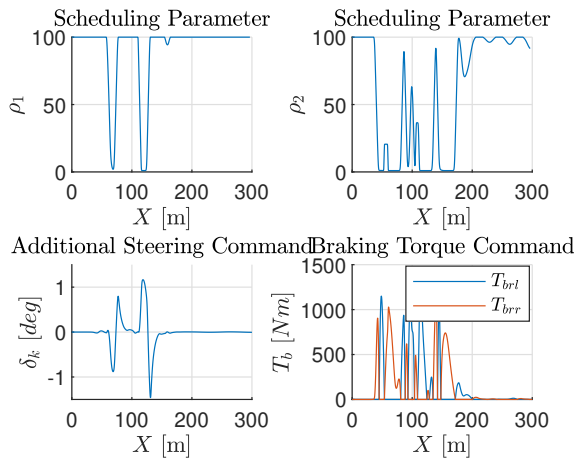 Scheduling Parameter
100
50
0
ρ1
0 100 200 300
X [m]
Scheduling Parameter
100
50
0
ρ2
0 100 200 300
X [m]
Additional Steering Command
1
0
-1
δk [deg]
0 100 200 300
X [m]
Braking Torque Command
1500
1000
500
0
Tb [Nm]
Tbrl
Tbrr
0 100 200 300
X [m]